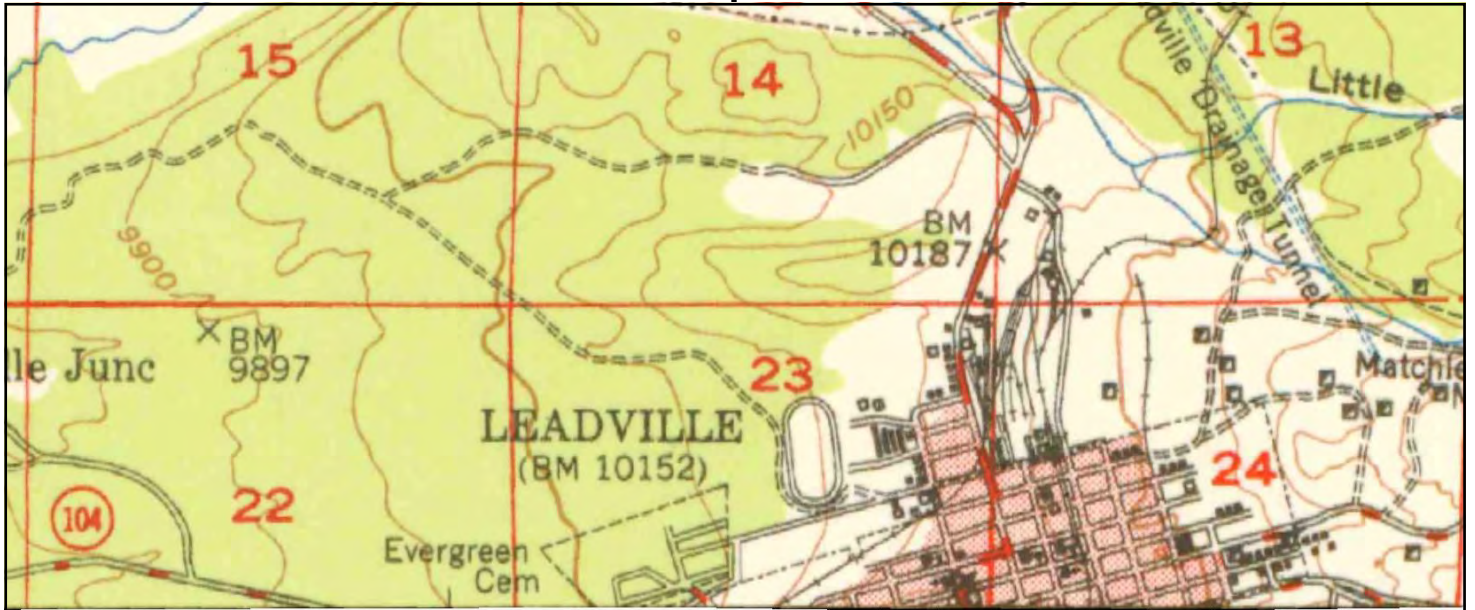 15
14
13
Little
10150
dville Drainage Tunnel
BM
10187
9900
BM
9897
lle Junc
23
Matchle
LEADVILLE
(BM 10152)
24
22
104
Evergreen
Cem